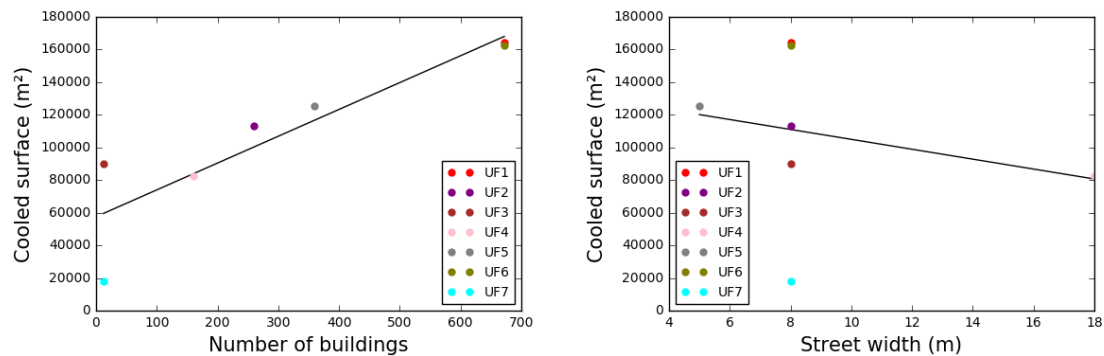 180000
160000
140000
120000
100000
80000
60000
40000
20000
0
Cooled surface (m²)
UF1
UF2
UF3
UF4
UF5
UF6
UF7
0 100 200 300 400 500 600 700
Number of buildings
180000
160000
140000
120000
100000
80000
60000
40000
20000
0
Cooled surface (m²)
UF1
UF2
UF3
UF4
UF5
UF6
UF7
4 6 8 10 12 14 16 18
Street width (m)